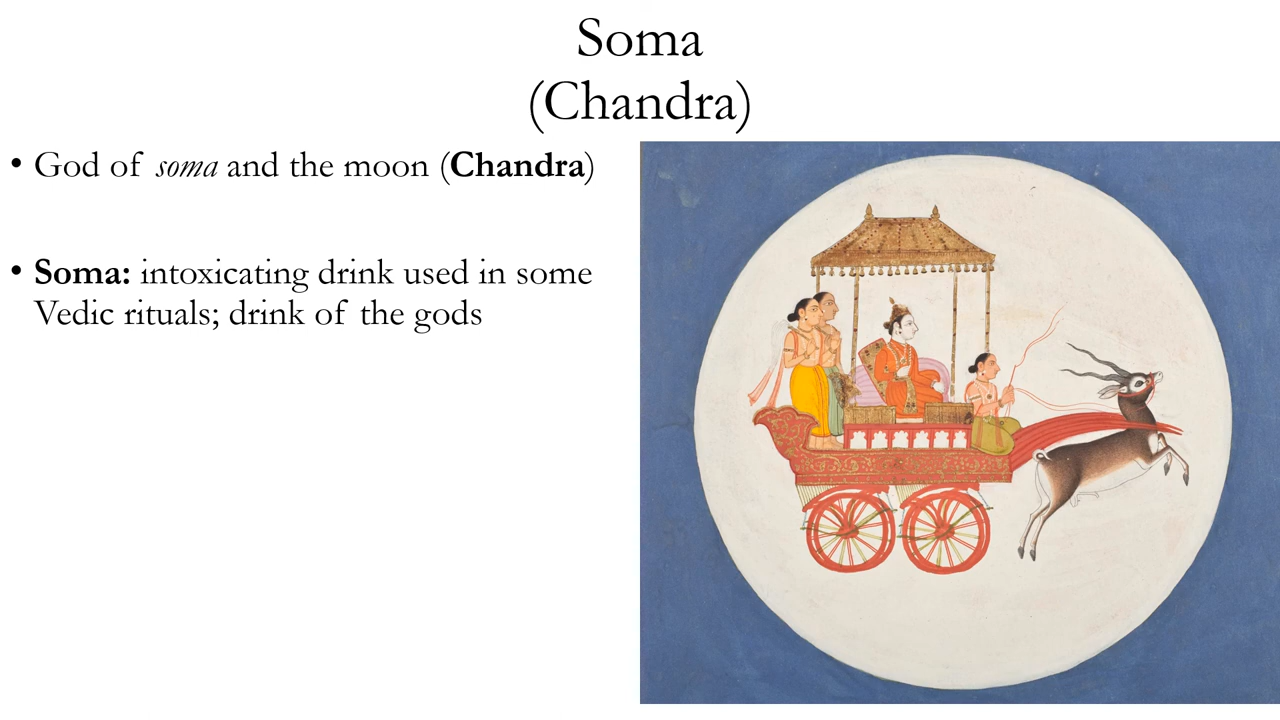 Soma
(Chandra)
• God of soma and the moon (Chandra)
• Soma: intoxicating drink used in some
Vedic rituals; drink of the gods